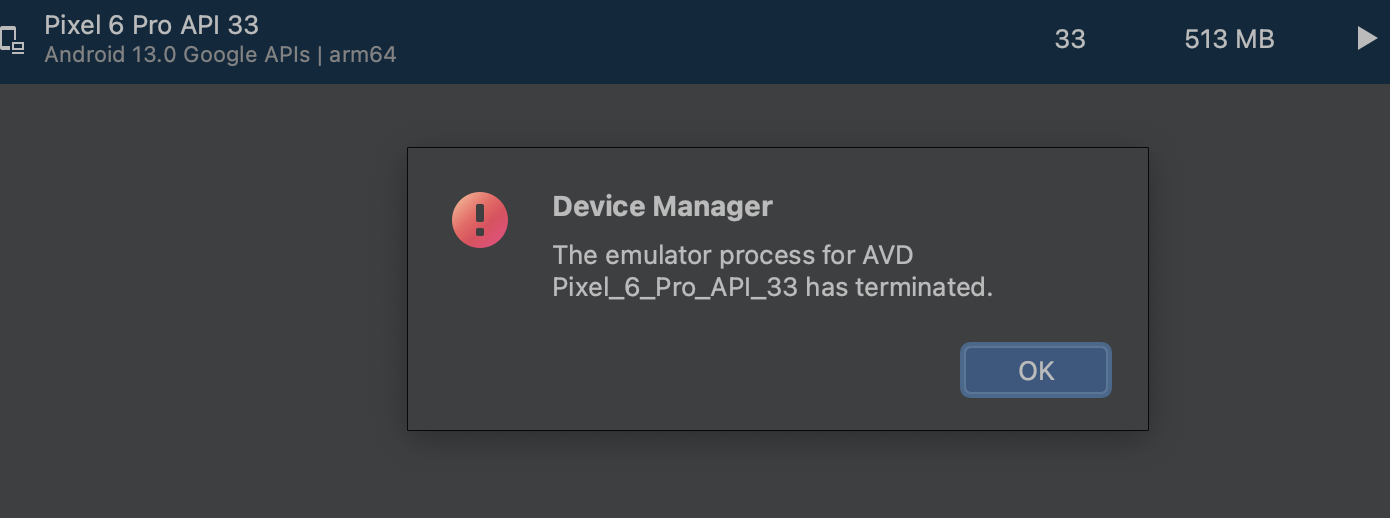 Pixel 6 Pro API 33
Android 13.0 Google APIs | arm64
33
513 MB
Device Manager
The emulator process for AVD
Pixel_6_Pro_API_33 has terminated.
OK